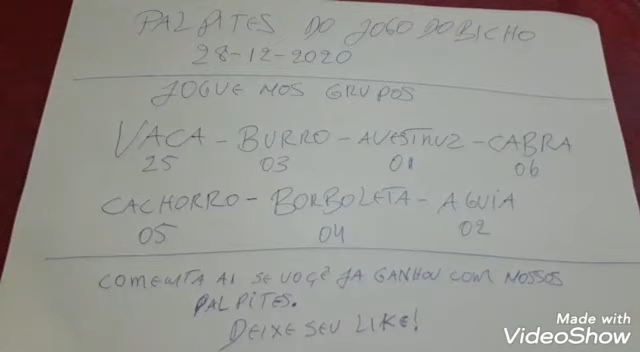 PALPITES DO JOGO DO BICHO
28-12-2020
JOGUE NOS GRUPOS
VACA - BURRO - AVESTRUZ - CABRA
25 03 01 06
CACHORRO - BORBOLETA - AGUIA
05 04 02
COMENTA AI SE VOÇÊ JA GANHOU COM NOSSOS
PALPITES.
DEIXE SEU LIKE!
Made with
VideoShow